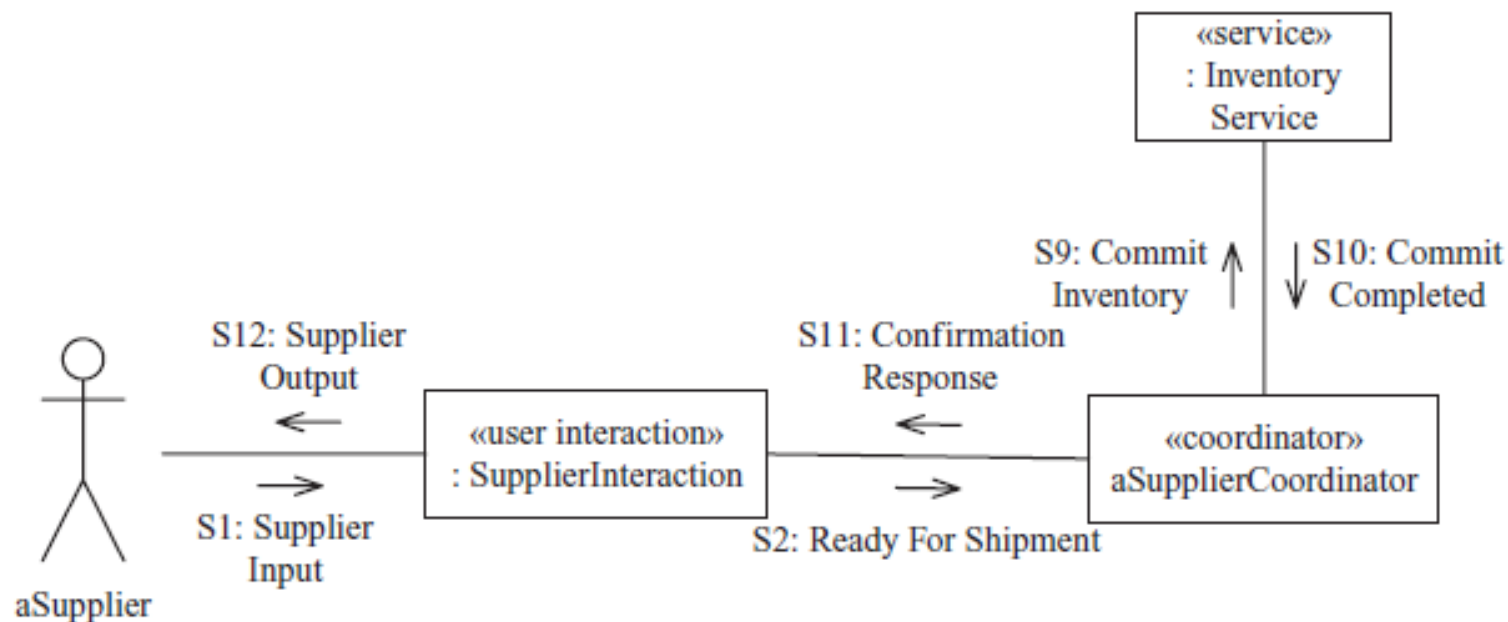 «service»
: Inventory
Service
S9: Commit
Inventory
S10: Commit
Completed
S12: Supplier
Output
S11: Confirmation
Response
«user interaction»
: SupplierInteraction
«coordinator»
aSupplierCoordinator
S1: Supplier
Input
S2: Ready For Shipment
aSupplier